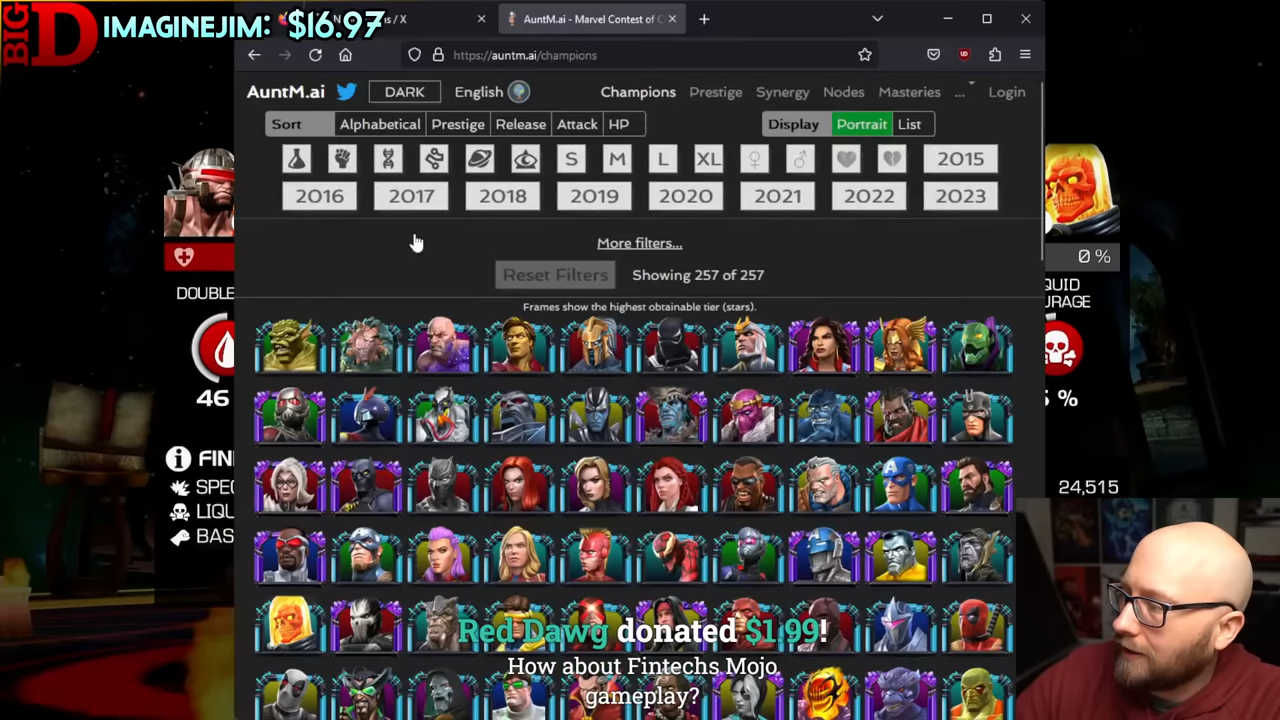 BIG D
IMAGINEJIM: $16.97
/ X
AuntM.ai - Marvel Contest of C
https://auntm.ai/champions
AuntM.ai
DARK
English
Champions
Prestige
Synergy
Nodes
Masteries
...
Login
Sort
Alphabetical
Prestige
Release
Attack
HP
Display
Portrait
List
S
M
L
XL
2015
2016
2017
2018
2019
2020
2021
2022
2023
More filters...
Reset Filters
Showing 257 of 257
Frames show the highest obtainable tier (stars).
0 %
DOUBLE
46
%
24,515
Red Dawg donated $1.99!
How about Fintechs Mojo
gameplay?